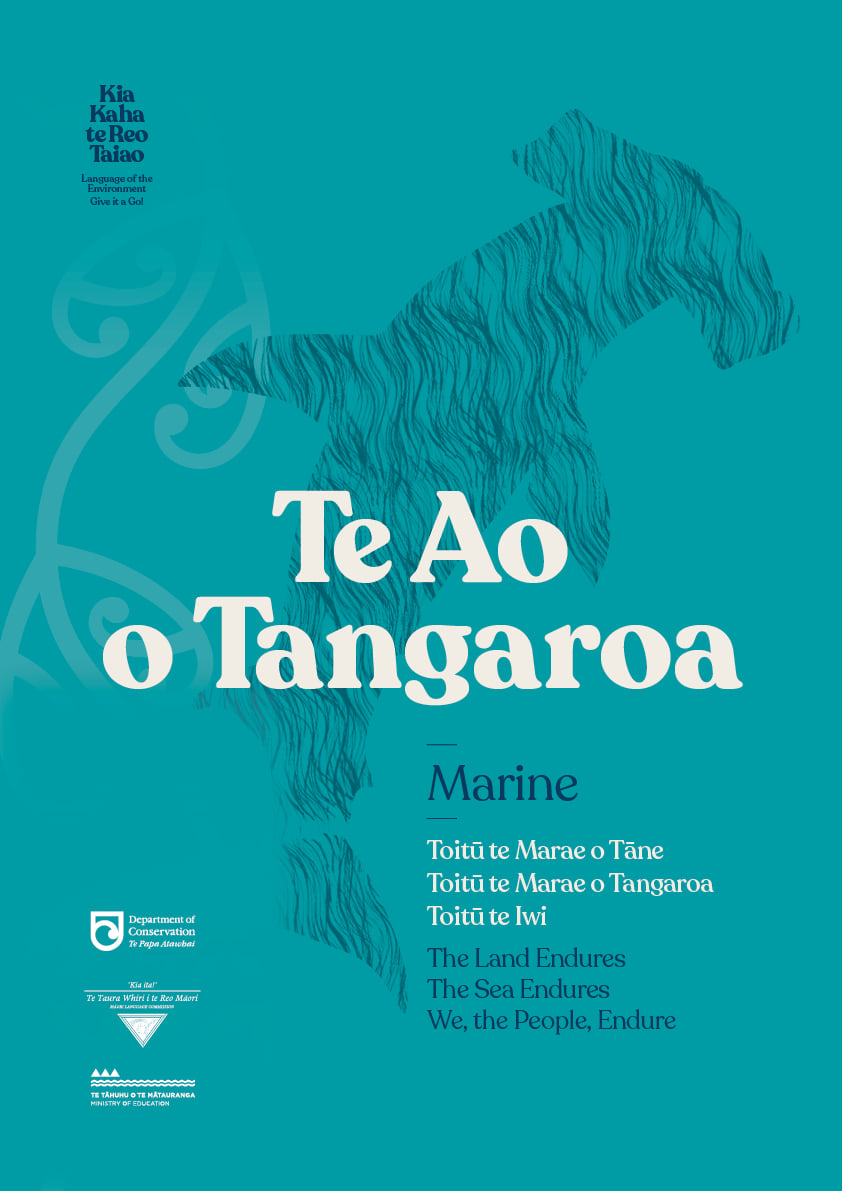 Kia
Kaha
te Reo
Taiao
Language of the
Environment
Give it a Go!
Te Ao
o Tangaroa
Marine
Toitū te Marae o Tāne
Toitū te Marae o Tangaroa
Toitū te Iwi
The Land Endures
The Sea Endures
We, the People, Endure
Department of
Conservation
Te Papa Atawhai
'Kia ita!'
Te Taura Whiri i te Reo Māori
MĀORI LANGUAGE COMMISSION
TE TĀHUHU O TE MĀTAURANGA
MINISTRY OF EDUCATION